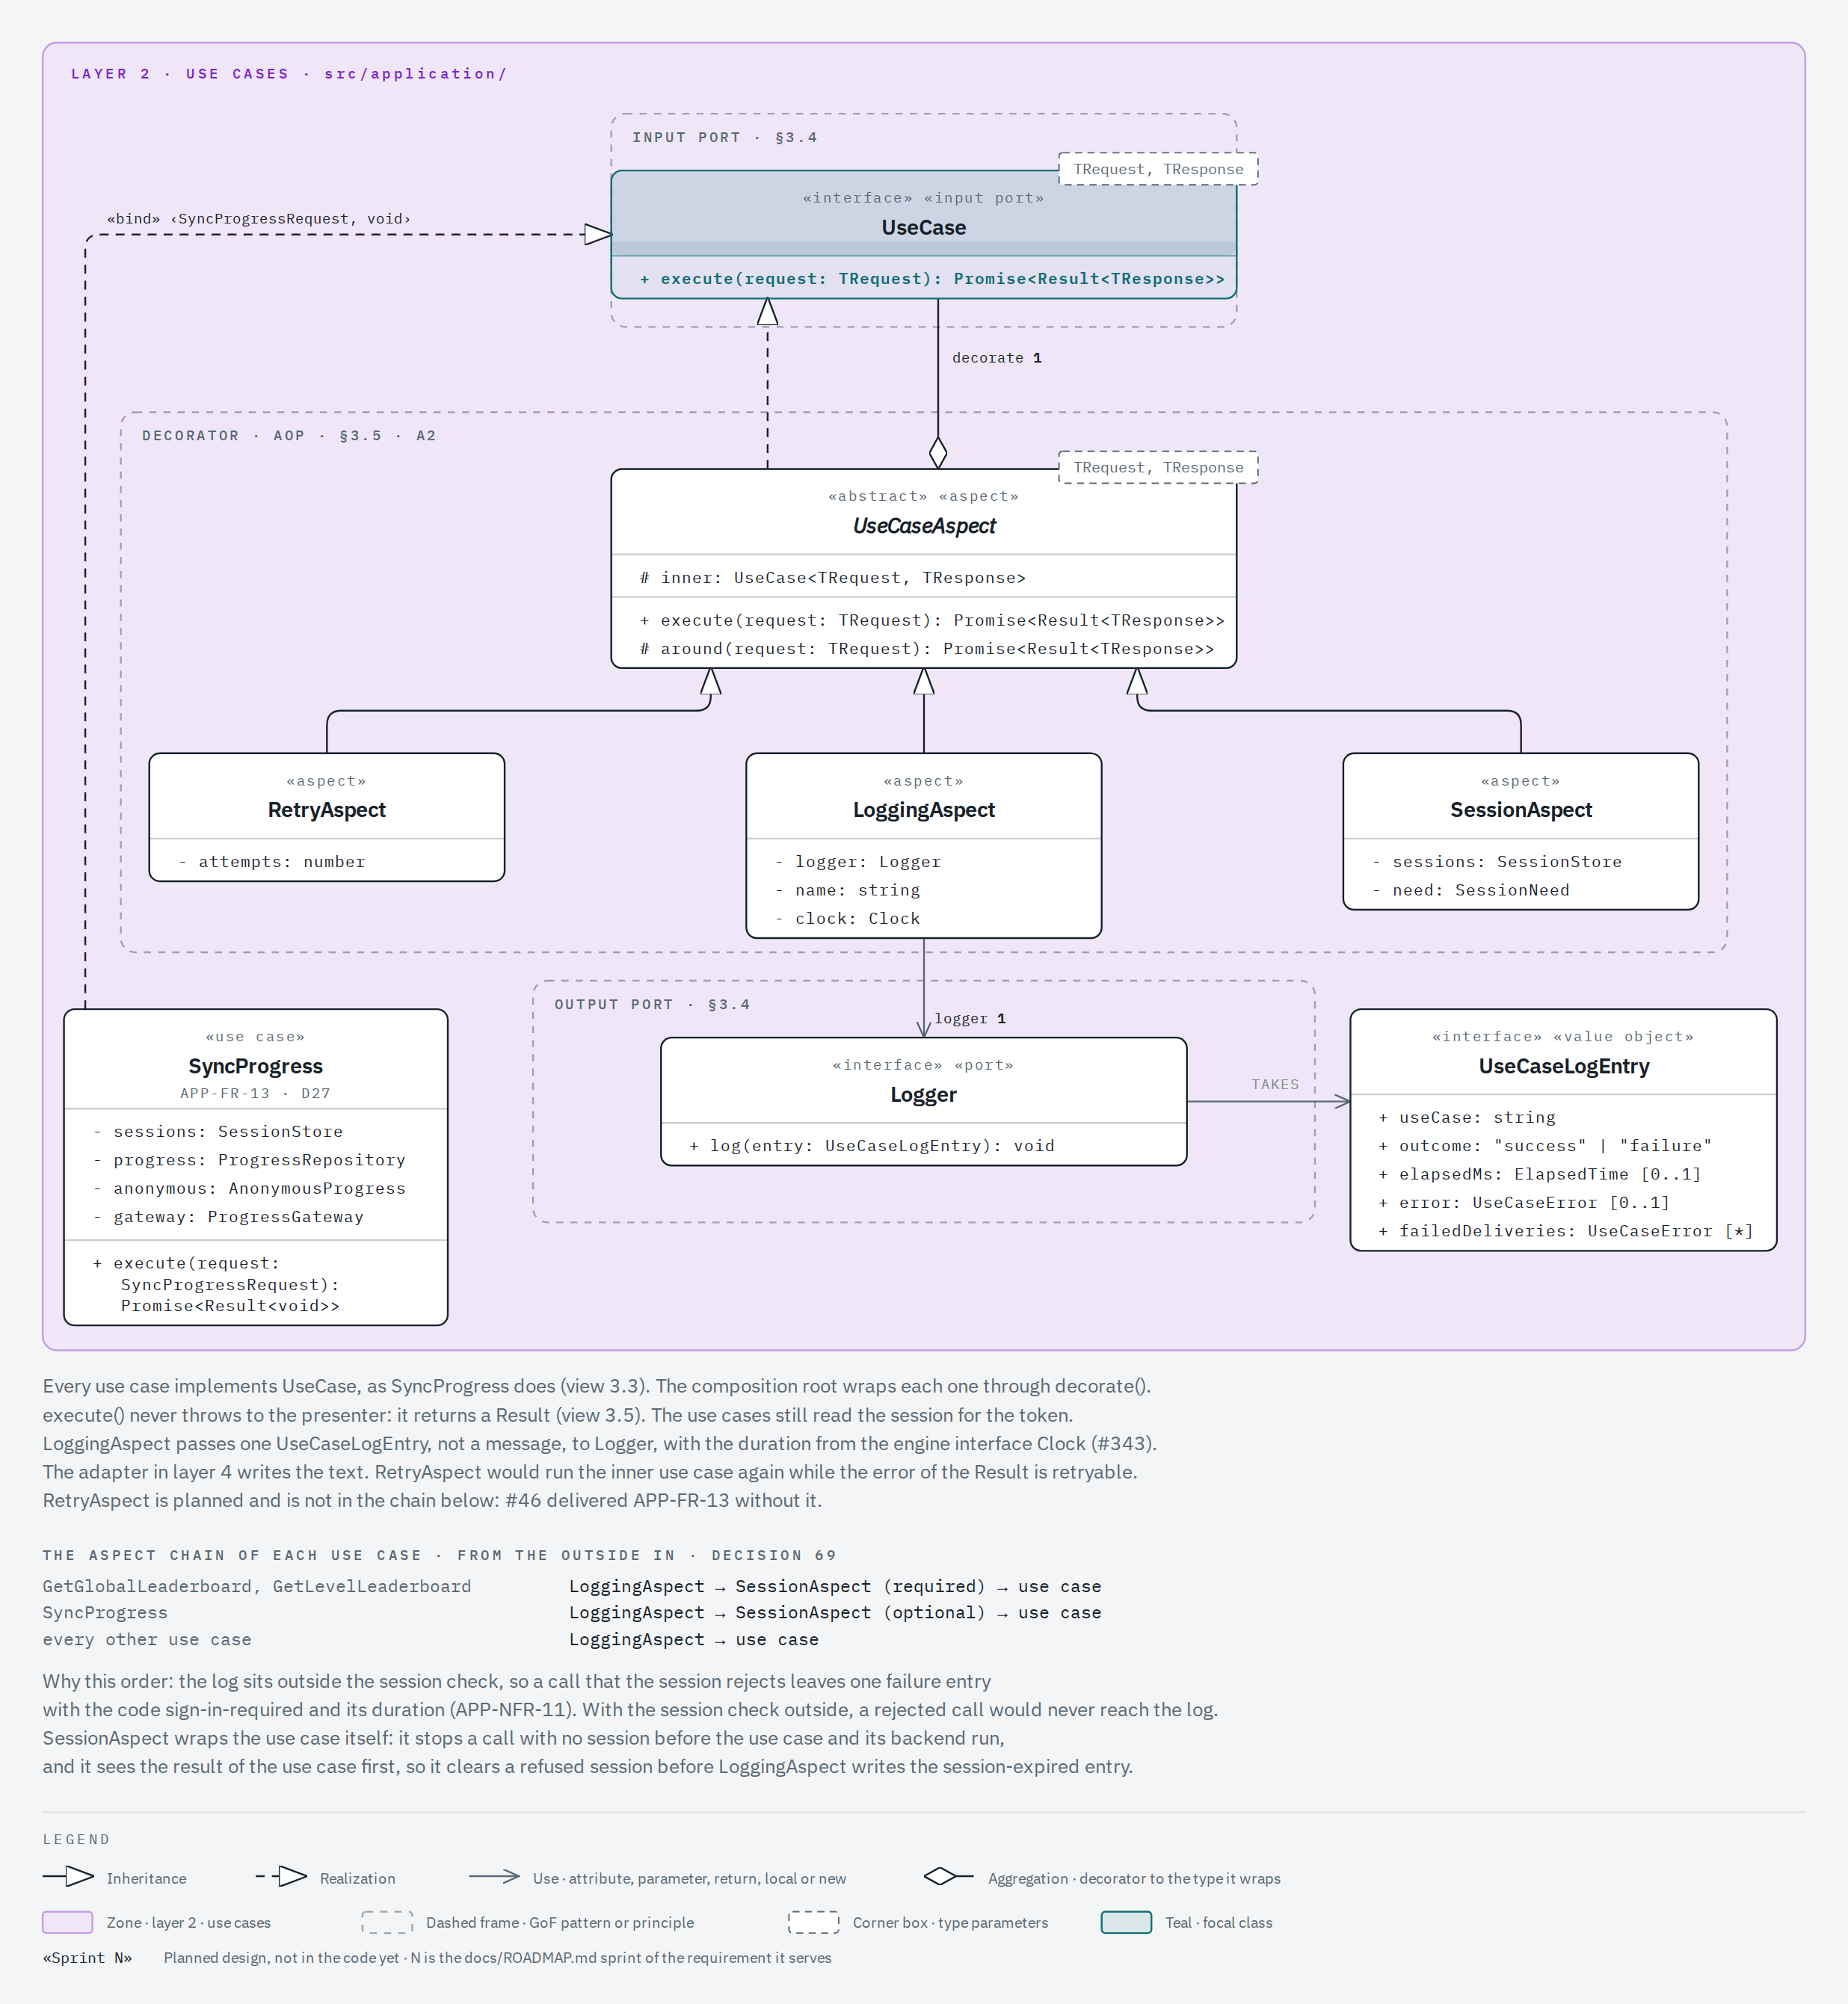 LAYER 2 · USE CASES · src/application/
INPUT PORT · §3.4
TRequest, TResponse
«interface» «input port»
UseCase
+ execute(request: TRequest): Promise<Result<TResponse>>
«bind» ‹SyncProgressRequest, void›
decorate 1
DECORATOR · AOP · §3.5 · A2
TRequest, TResponse
«abstract» «aspect»
UseCaseAspect
# inner: UseCase<TRequest, TResponse>
+ execute(request: TRequest): Promise<Result<TResponse>>
# around(request: TRequest): Promise<Result<TResponse>>
«aspect»
RetryAspect
- attempts: number
«aspect»
LoggingAspect
- logger: Logger
- name: string
- clock: Clock
«aspect»
SessionAspect
- sessions: SessionStore
- need: SessionNeed
«use case»
SyncProgress
APP-FR-13 · D27
- sessions: SessionStore
- progress: ProgressRepository
- anonymous: AnonymousProgress
- gateway: ProgressGateway
+ execute(request:
SyncProgressRequest):
Promise<Result<void>>
OUTPUT PORT · §3.4
logger 1
«interface» «port»
Logger
+ log(entry: UseCaseLogEntry): void
TAKES
«interface» «value object»
UseCaseLogEntry
+ useCase: string
+ outcome: "success" | "failure"
+ elapsedMs: ElapsedTime [0..1]
+ error: UseCaseError [0..1]
+ failedDeliveries: UseCaseError [*]
Every use case implements UseCase, as SyncProgress does (view 3.3). The composition root wraps each one through decorate().
execute() never throws to the presenter: it returns a Result (view 3.5). The use cases still read the session for the token.
LoggingAspect passes one UseCaseLogEntry, not a message, to Logger, with the duration from the engine interface Clock (#343).
The adapter in layer 4 writes the text. RetryAspect would run the inner use case again while the error of the Result is retryable.
RetryAspect is planned and is not in the chain below: #46 delivered APP-FR-13 without it.
THE ASPECT CHAIN OF EACH USE CASE · FROM THE OUTSIDE IN · DECISION 69
GetGlobalLeaderboard, GetLevelLeaderboard LoggingAspect → SessionAspect (required) → use case
SyncProgress LoggingAspect → SessionAspect (optional) → use case
every other use case LoggingAspect → use case
Why this order: the log sits outside the session check, so a call that the session rejects leaves one failure entry
with the code sign-in-required and its duration (APP-NFR-11). With the session check outside, a rejected call would never reach the log.
SessionAspect wraps the use case itself: it stops a call with no session before the use case and its backend run,
and it sees the result of the use case first, so it clears a refused session before LoggingAspect writes the session-expired entry.
LEGEND
Inheritance
Realization
Use · attribute, parameter, return, local or new
Aggregation · decorator to the type it wraps
Zone · layer 2 · use cases
Dashed frame · GoF pattern or principle
Corner box · type parameters
Teal · focal class
«Sprint N» Planned design, not in the code yet · N is the docs/ROADMAP.md sprint of the requirement it serves